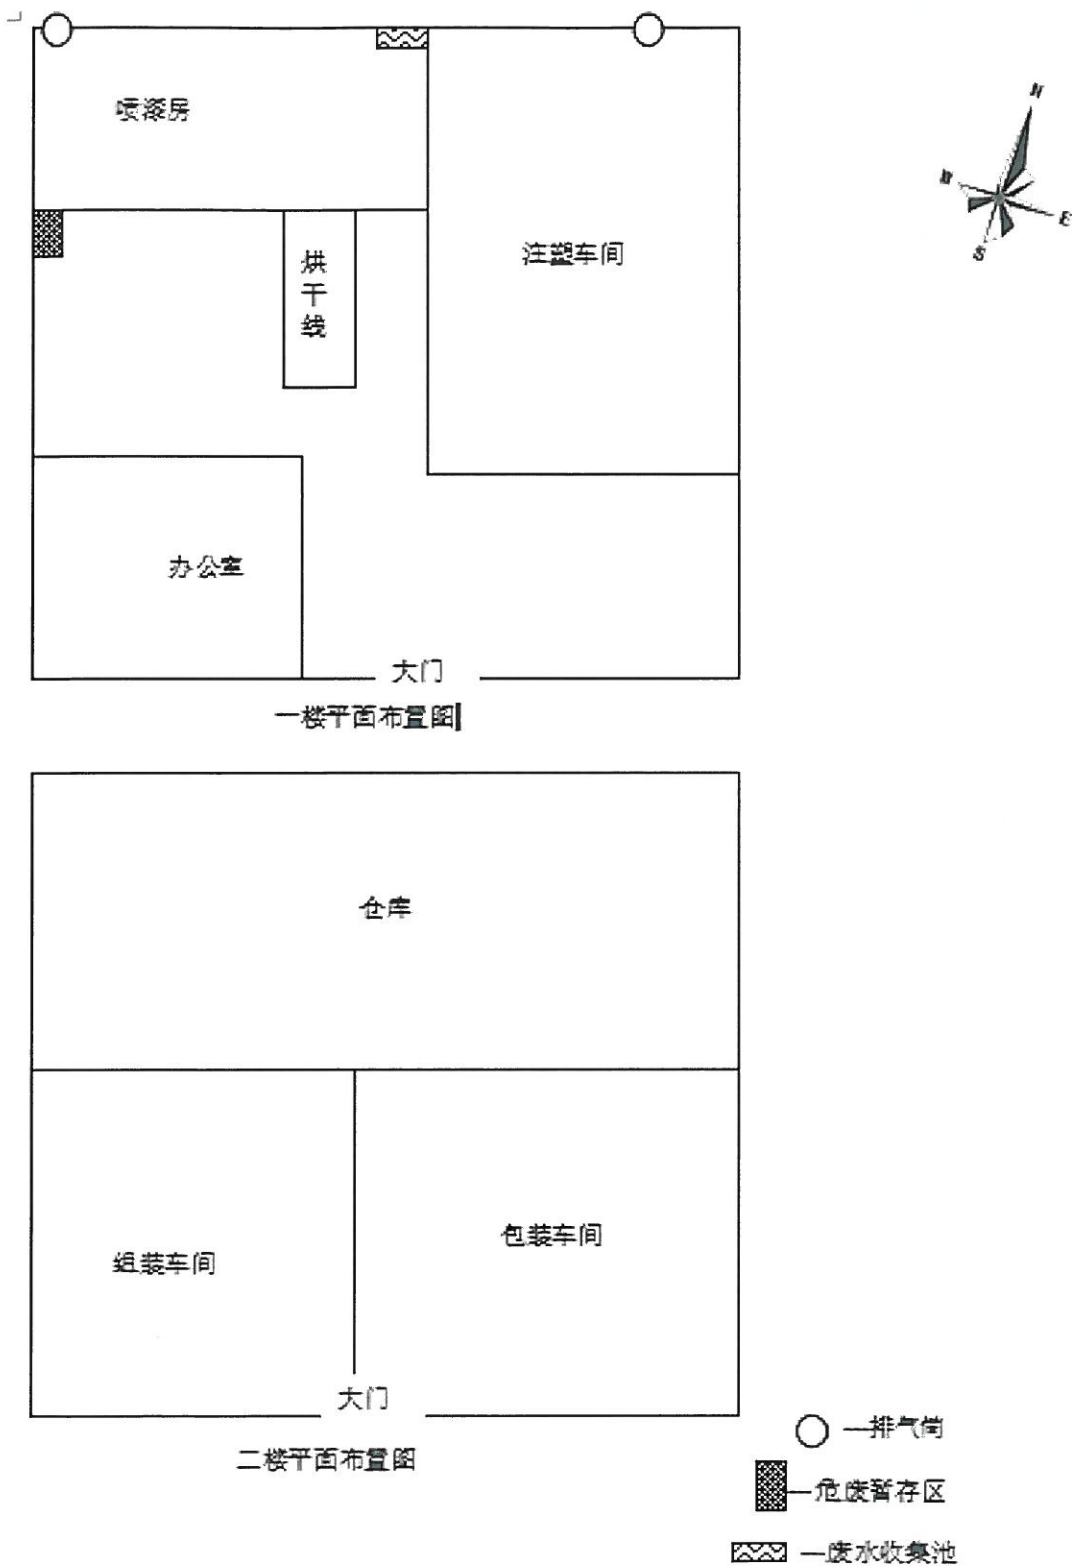 喷漆房
N
W
E
S
注塑车间
烘干线
办公室
大门
一楼平面布置图
仓库
组装车间
包装车间
大门
二楼平面布置图
—排气筒
—危废暂存区
—废水收集池